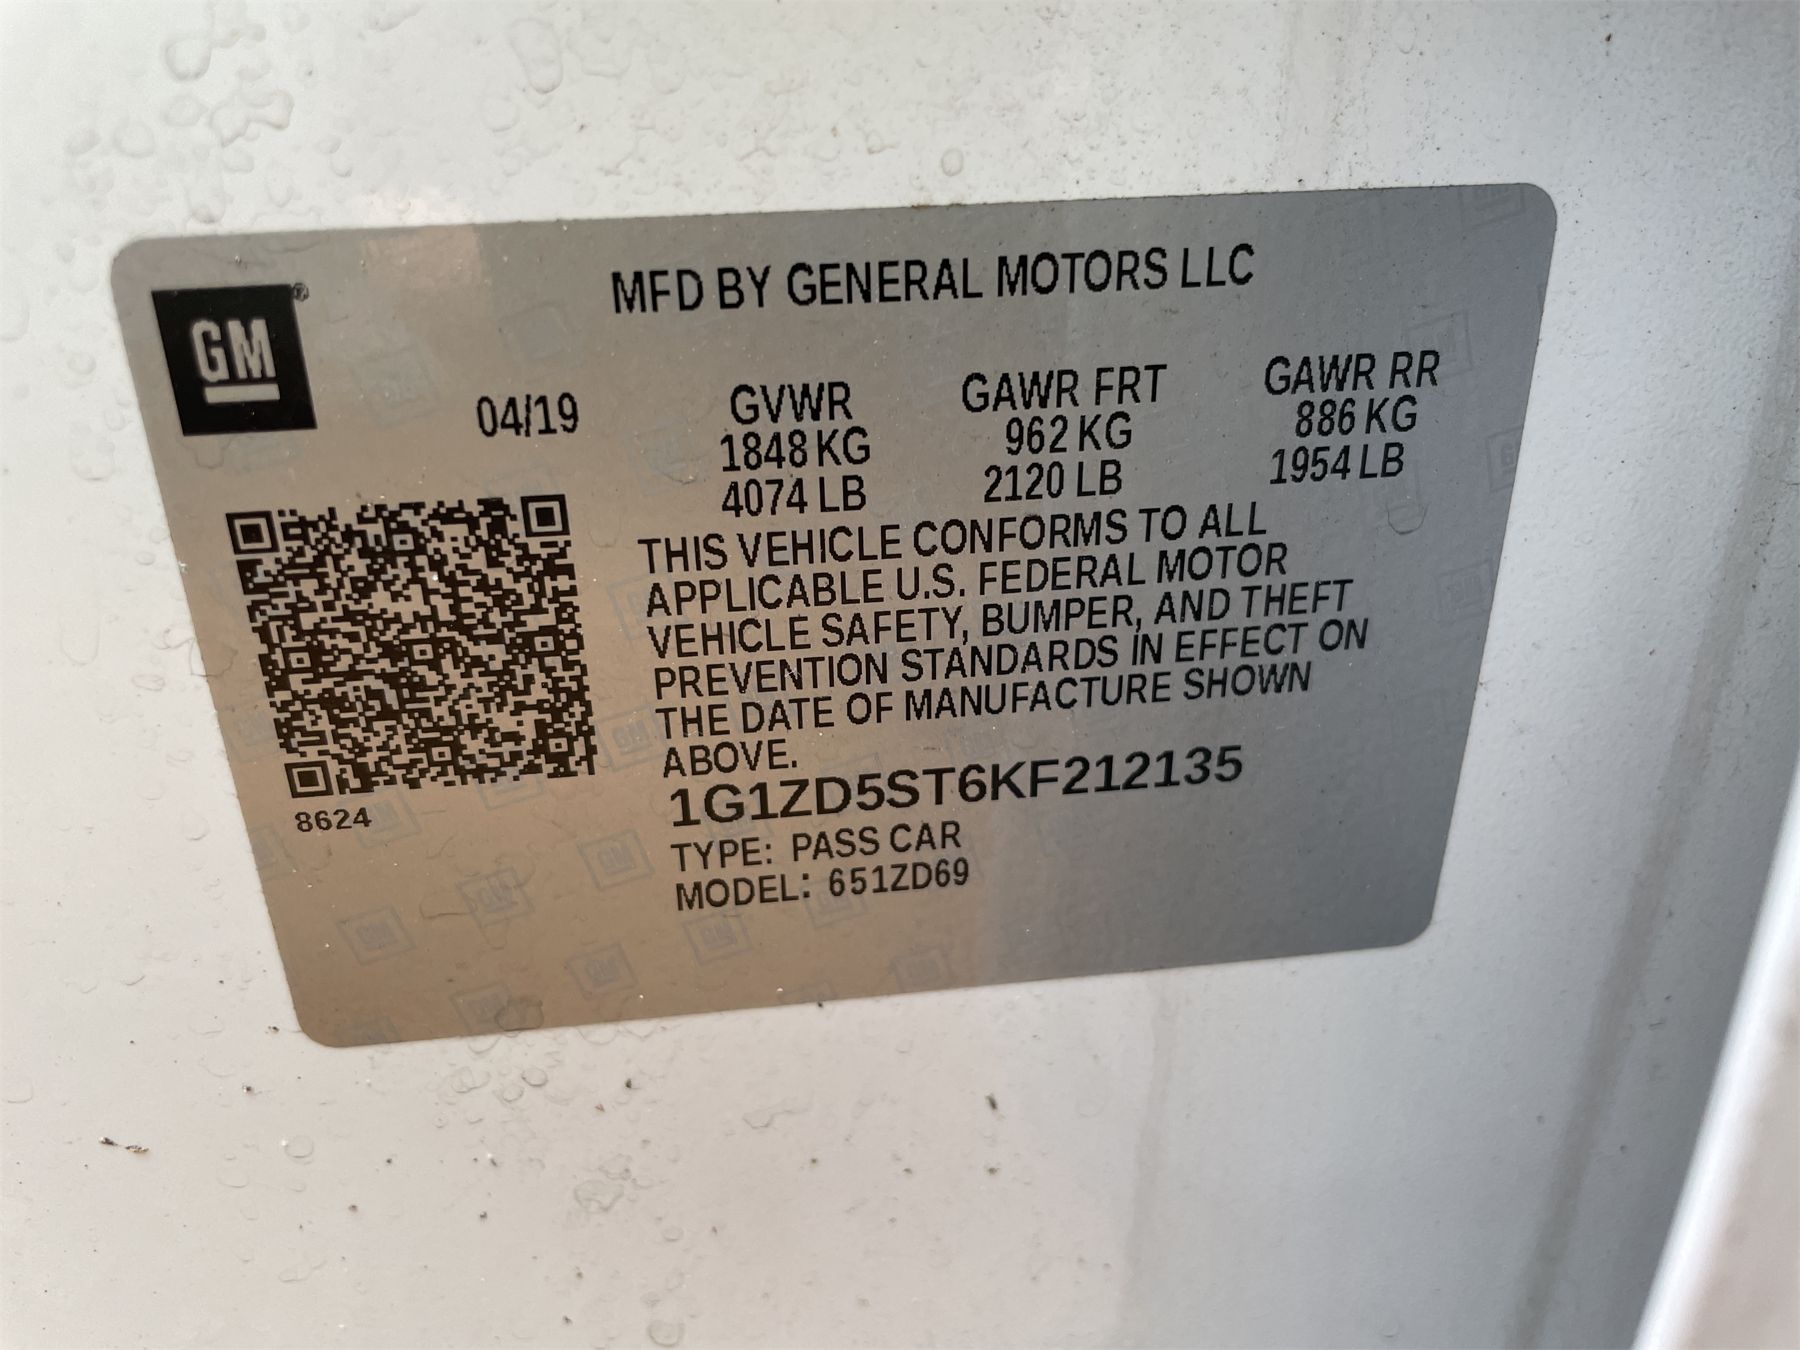 MFD BY GENERAL MOTORS LLC
GM®
04/19
GVWR GAWR FRT GAWR RR
1848 KG 962 KG 886 KG
4074 LB 2120 LB 1954 LB
THIS VEHICLE CONFORMS TO ALL
APPLICABLE U.S. FEDERAL MOTOR
VEHICLE SAFETY, BUMPER, AND THEFT
PREVENTION STANDARDS IN EFFECT ON
THE DATE OF MANUFACTURE SHOWN
ABOVE.
1G1ZD5ST6KF212135
8624
TYPE: PASS CAR
MODEL: 651ZD69